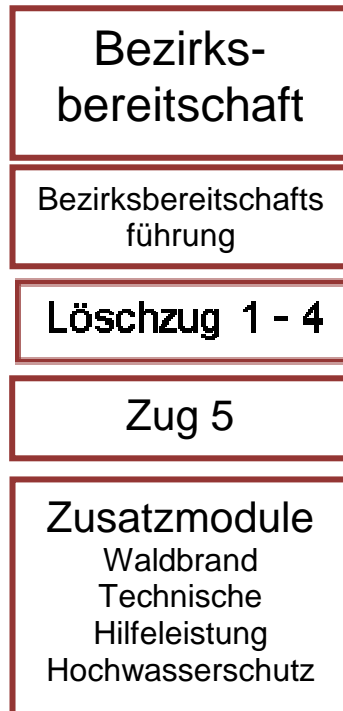 Bezirks-
bereitschaft
Bezirksbereitschafts
führung
Löschzug 1 - 4
Zug 5
Zusatzmodule
Waldbrand
Technische
Hilfeleistung
Hochwasserschutz